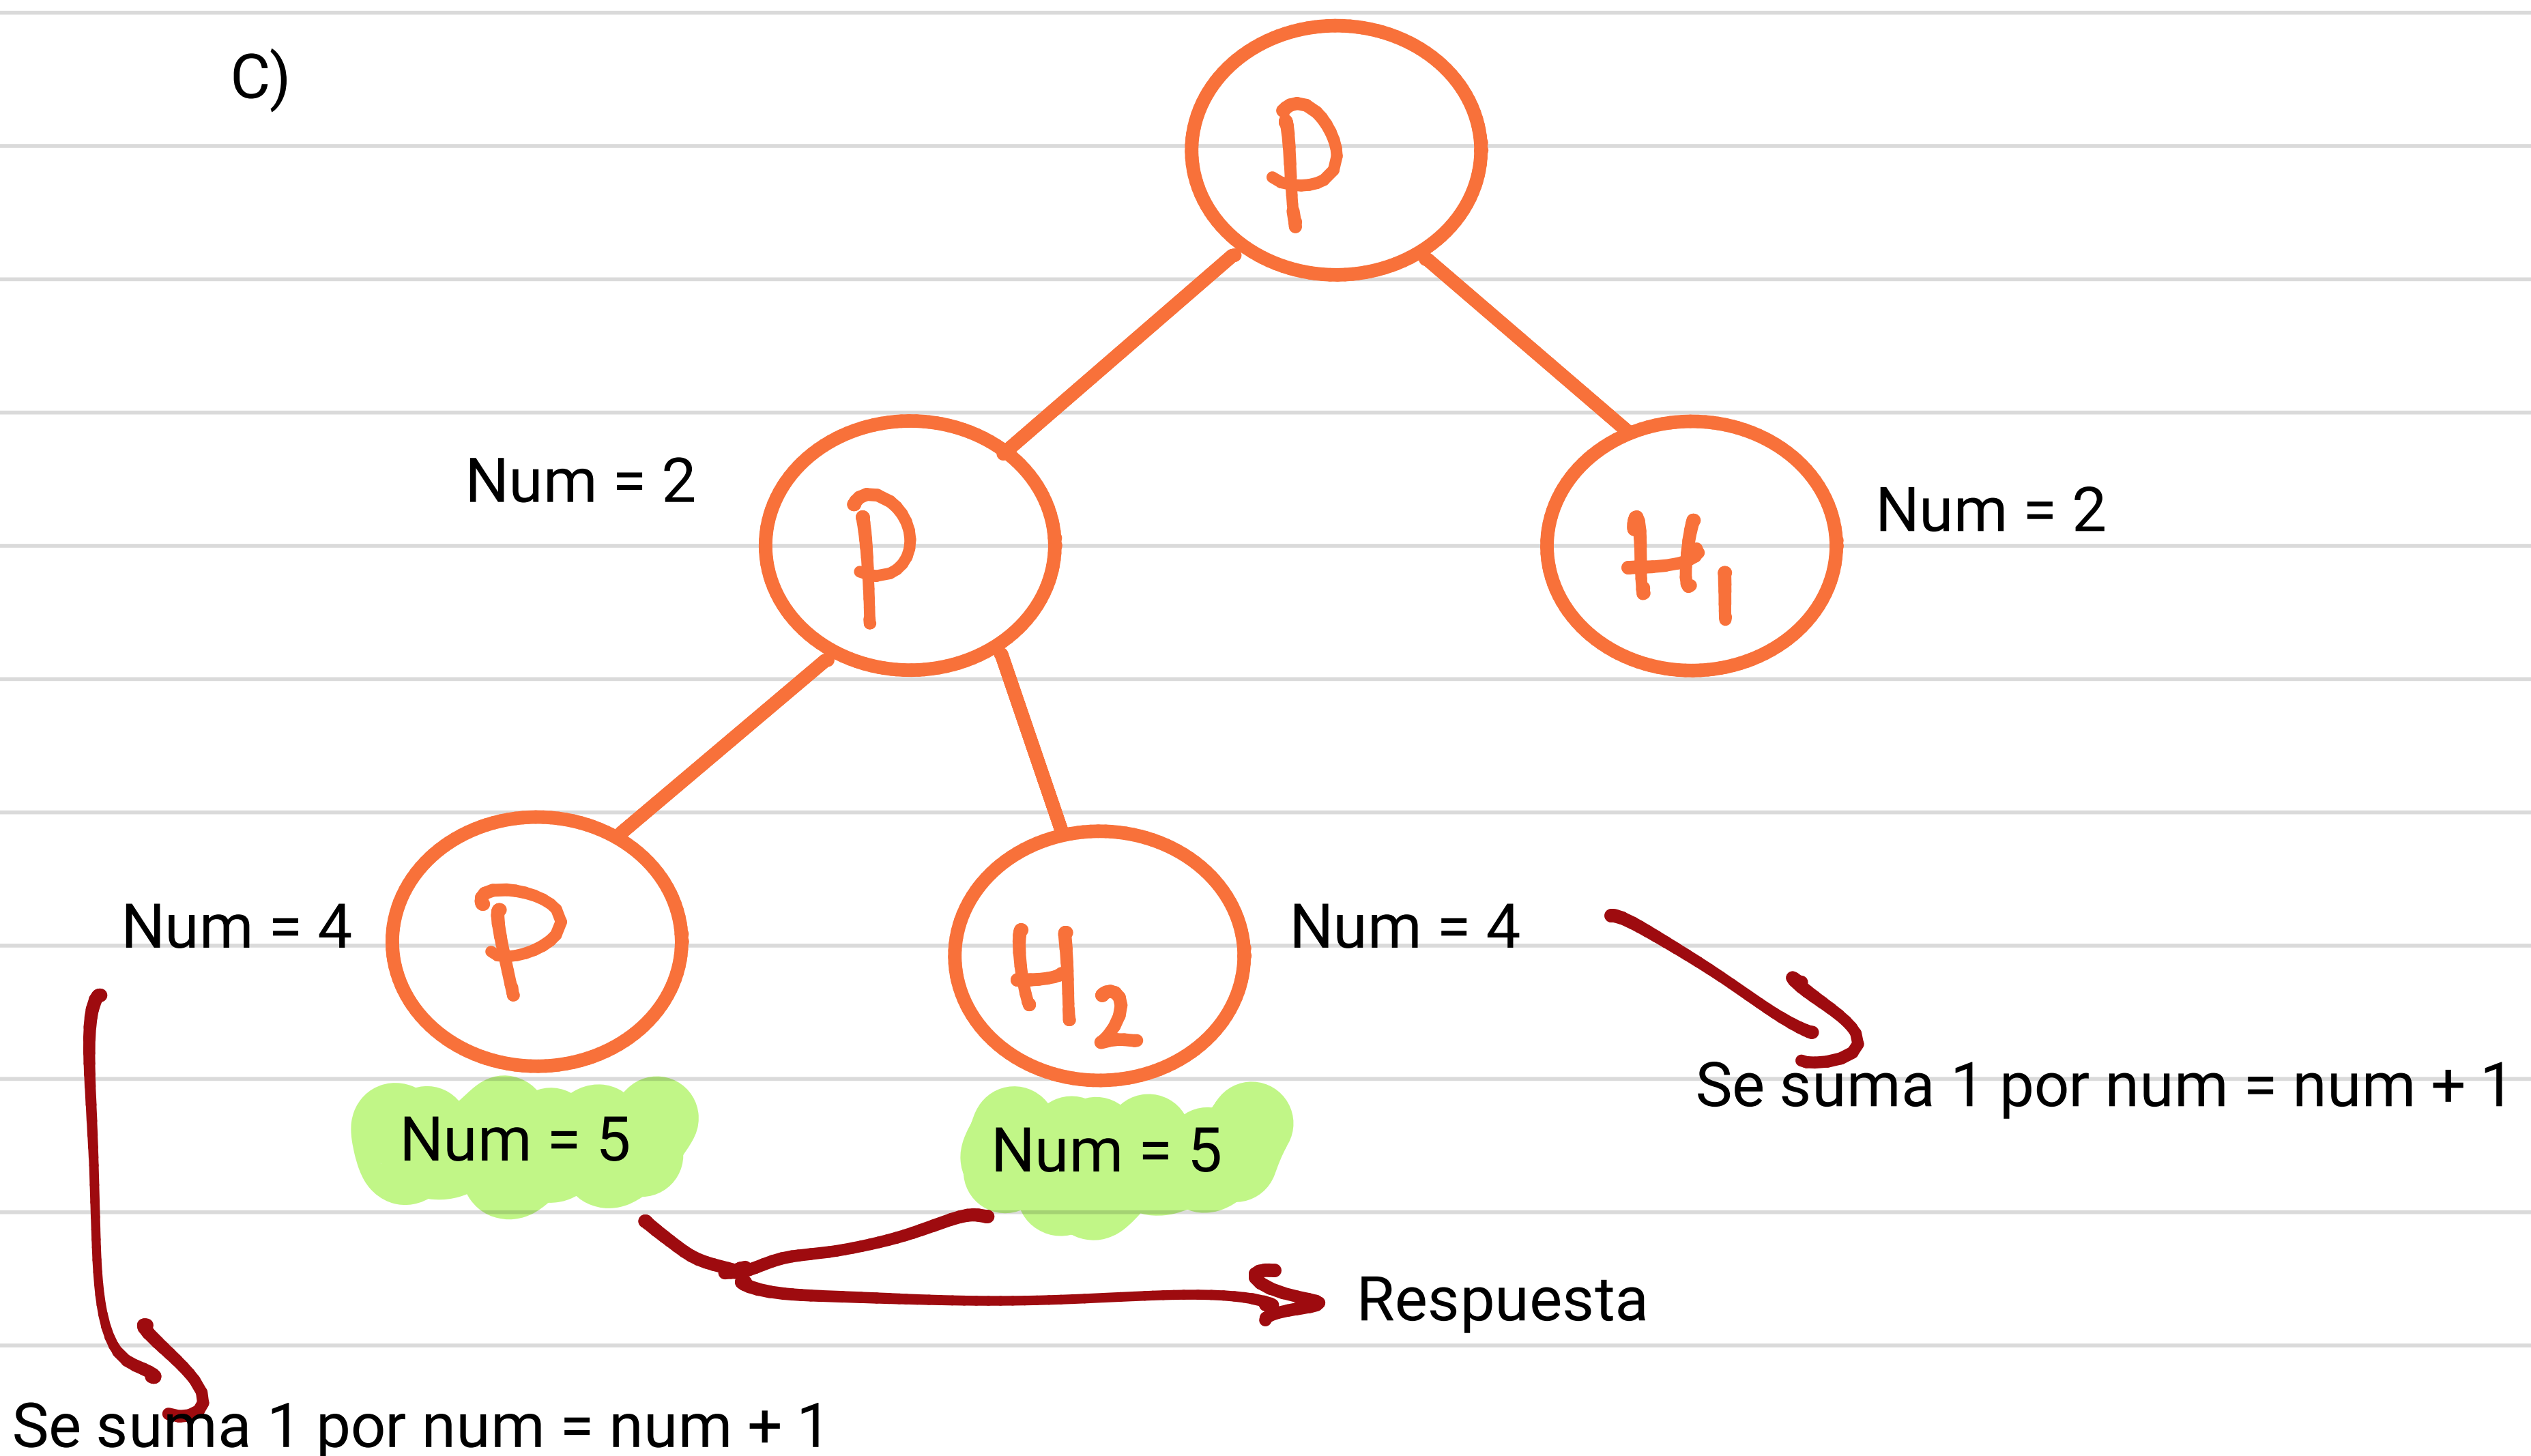 C)
P
Num = 2
P
H1
Num = 2
Num = 4
P
H2
Num = 4
Se suma 1 por num = num + 1
Num = 5
Num = 5
Respuesta
Se suma 1 por num = num + 1